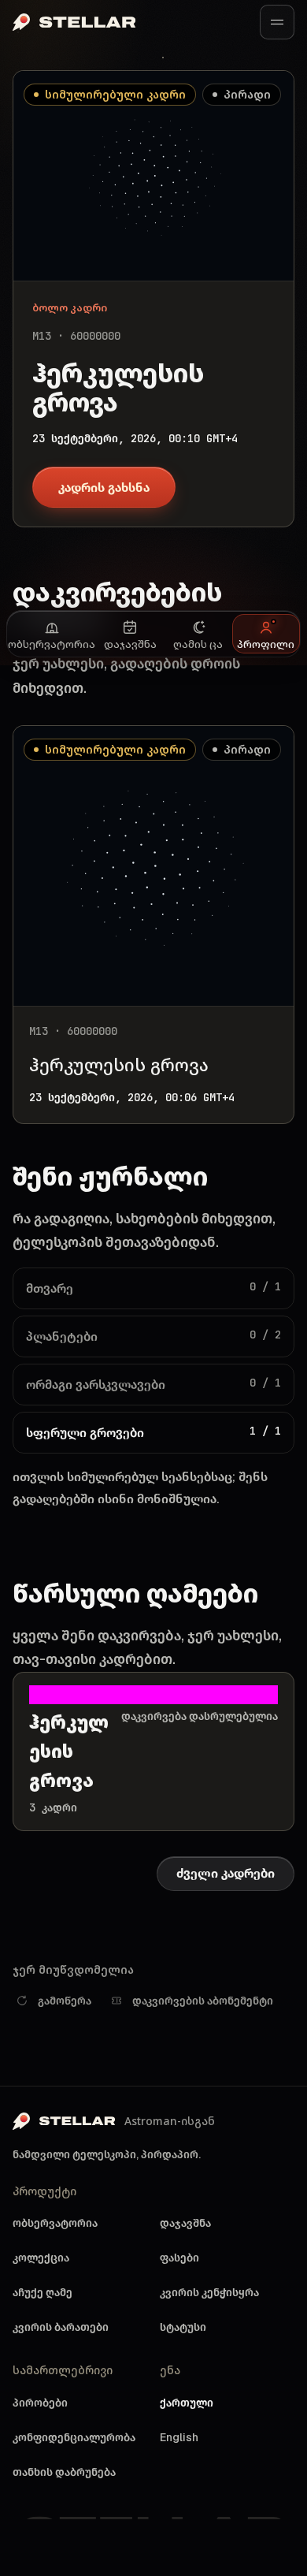 STELLAR
სიმულირებული კადრი
პირადი
ბოლო კადრი
M13 · 60000000
ჰერკულესის
გროვა
23 სექტემბერი, 2026, 00:10 GMT+4
კადრის გახსნა
დაკვირვებების
ობსერვატორია დაჯავშნა ღამის ცა პროფილი
ჯერ უახლესი, გადაღების დროის
მიხედვით.
სიმულირებული კადრი
პირადი
M13 · 60000000
ჰერკულესის გროვა
23 სექტემბერი, 2026, 00:06 GMT+4
შენი ჟურნალი
რა გადაგიღია, სახეობების მიხედვით,
ტელესკოპის შეთავაზებიდან.
მთვარე 0 / 1
პლანეტები 0 / 2
ორმაგი ვარსკვლავები 0 / 1
სფერული გროვები 1 / 1
ითვლის სიმულირებულ სეანსებსაც; შენს
გადაღებებში ისინი მონიშნულია.
წარსული ღამეები
ყველა შენი დაკვირვება, ჯერ უახლესი,
თავ-თავისი კადრებით.
ჰერკულ
ესის
გროვა
დაკვირვება დასრულებულია
3 კადრი
ძველი კადრები
ჯერ მიუწვდომელია
გამოწერა
დაკვირვების აბონემენტი
STELLAR Astroman-ისგან
ნამდვილი ტელესკოპი, პირდაპირ.
პროდუქტი
ობსერვატორია დაჯავშნა
კოლექცია ფასები
აჩუქე ღამე კვირის კენჭისყრა
კვირის ბარათები სტატუსი
სამართლებრივი ენა
პირობები ქართული
კონფიდენციალურობა English
თანხის დაბრუნება